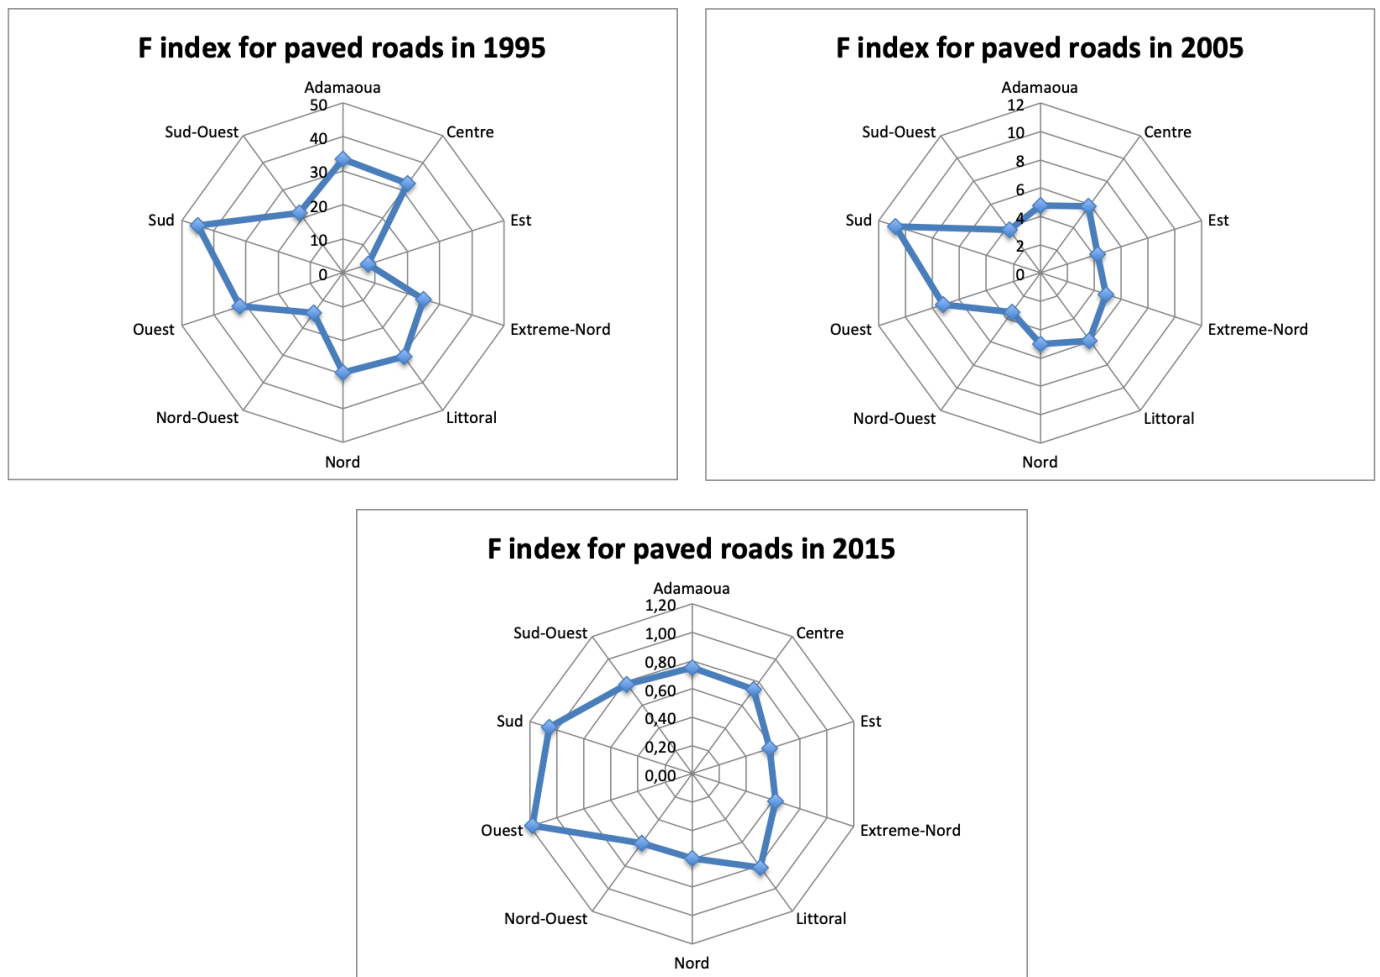 F index for paved roads in 1995
Adamaoua
50
Sud-Ouest
Centre
40
30
20
Sud
Est
10
0
Ouest
Extreme-Nord
Nord-Ouest
Littoral
Nord
F index for paved roads in 2005
Adamaoua
12
Sud-Ouest
Centre
10
8
6
Sud
Est
4
2
0
Ouest
Extreme-Nord
Nord-Ouest
Littoral
Nord
F index for paved roads in 2015
Adamaoua
1,20
Sud-Ouest
Centre
1,00
0,80
0,60
Sud
Est
0,40
0,20
0,00
Ouest
Extreme-Nord
Nord-Ouest
Littoral
Nord